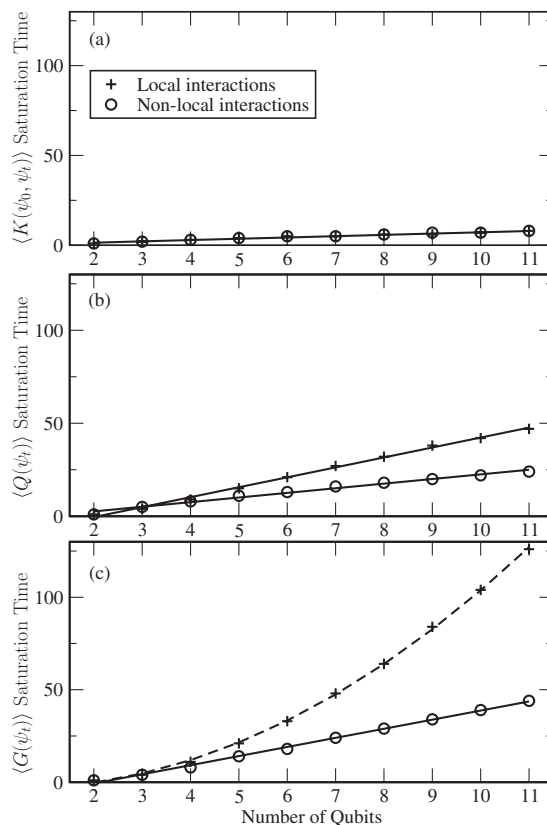 (a)
Local interactions
Non-local interactions
⟨K(ψ₀, ψₜ)⟩ Saturation Time
100
50
0
2 3 4 5 6 7 8 9 10 11
(b)
⟨Q(ψₜ)⟩ Saturation Time
100
50
0
2 3 4 5 6 7 8 9 10 11
(c)
⟨G(ψₜ)⟩ Saturation Time
100
50
0
2 3 4 5 6 7 8 9 10 11
Number of Qubits